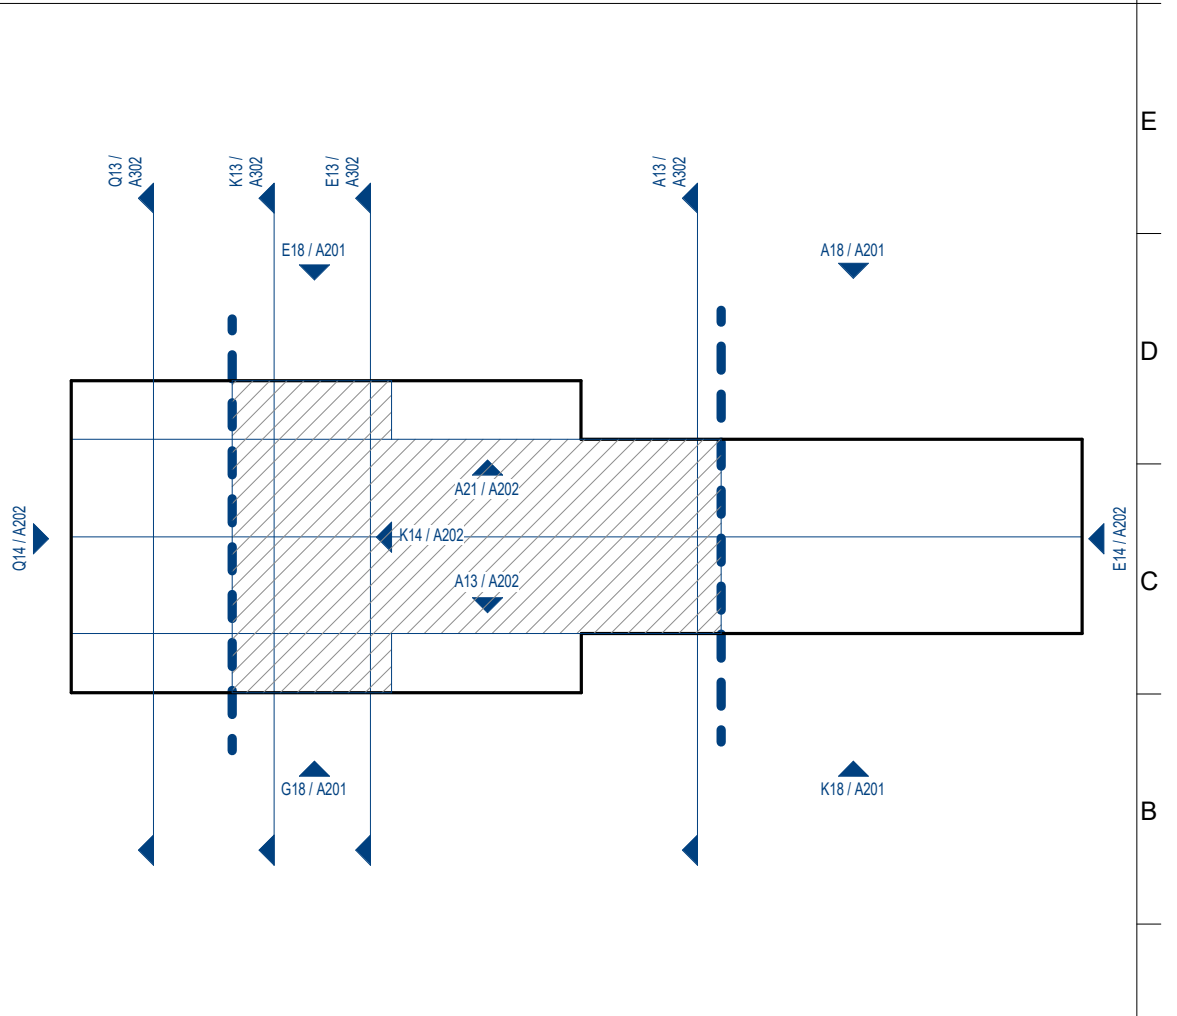 E
Q13 /
A302
K13 /
A302
E13 /
A302
A13 /
A302
E18 / A201
A18 / A201
D
A21 / A202
Q14 / A202
K14 / A202
E14 / A202
C
A13 / A202
G18 / A201
K18 / A201
B